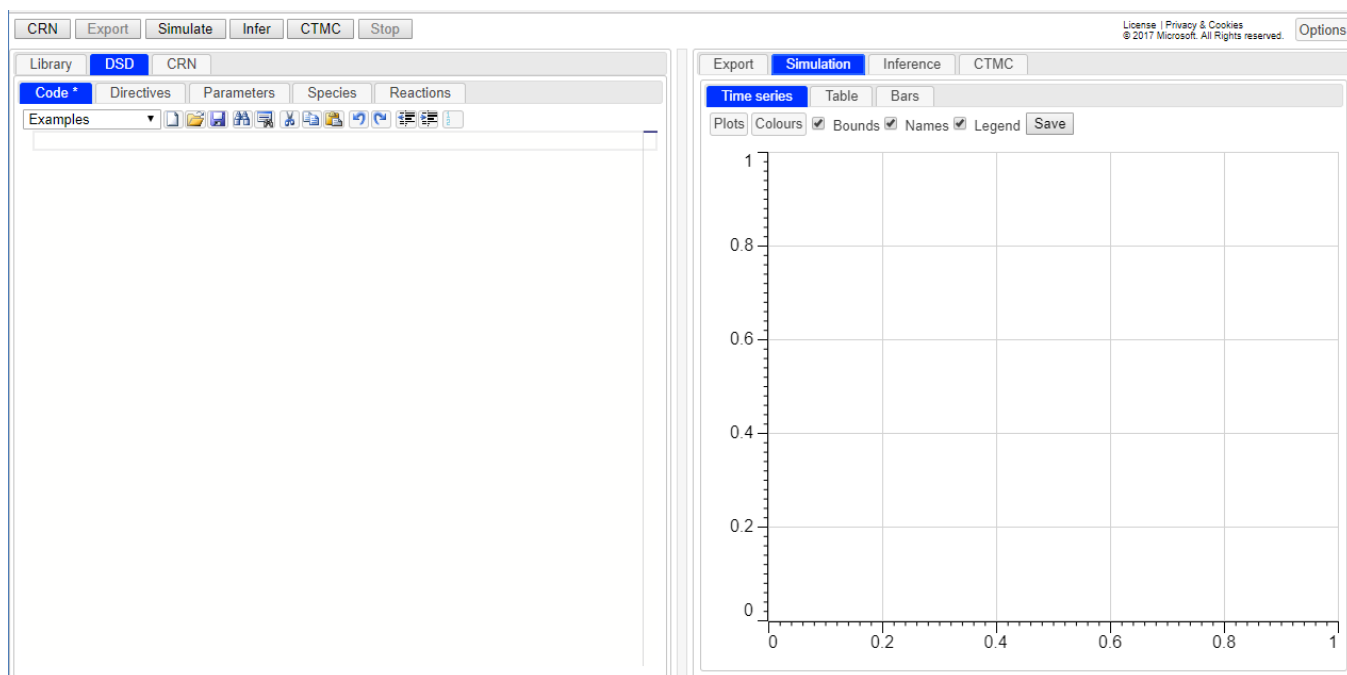 CRN Export Simulate Infer CTMC Stop
License | Privacy & Cookies
© 2017 Microsoft. All Rights reserved.
Options
Library DSD CRN
Code * Directives Parameters Species Reactions
Examples
Export Simulation Inference CTMC
Time series Table Bars
Plots Colours Bounds Names Legend Save
1
0.8
0.6
0.4
0.2
0
0 0.2 0.4 0.6 0.8 1